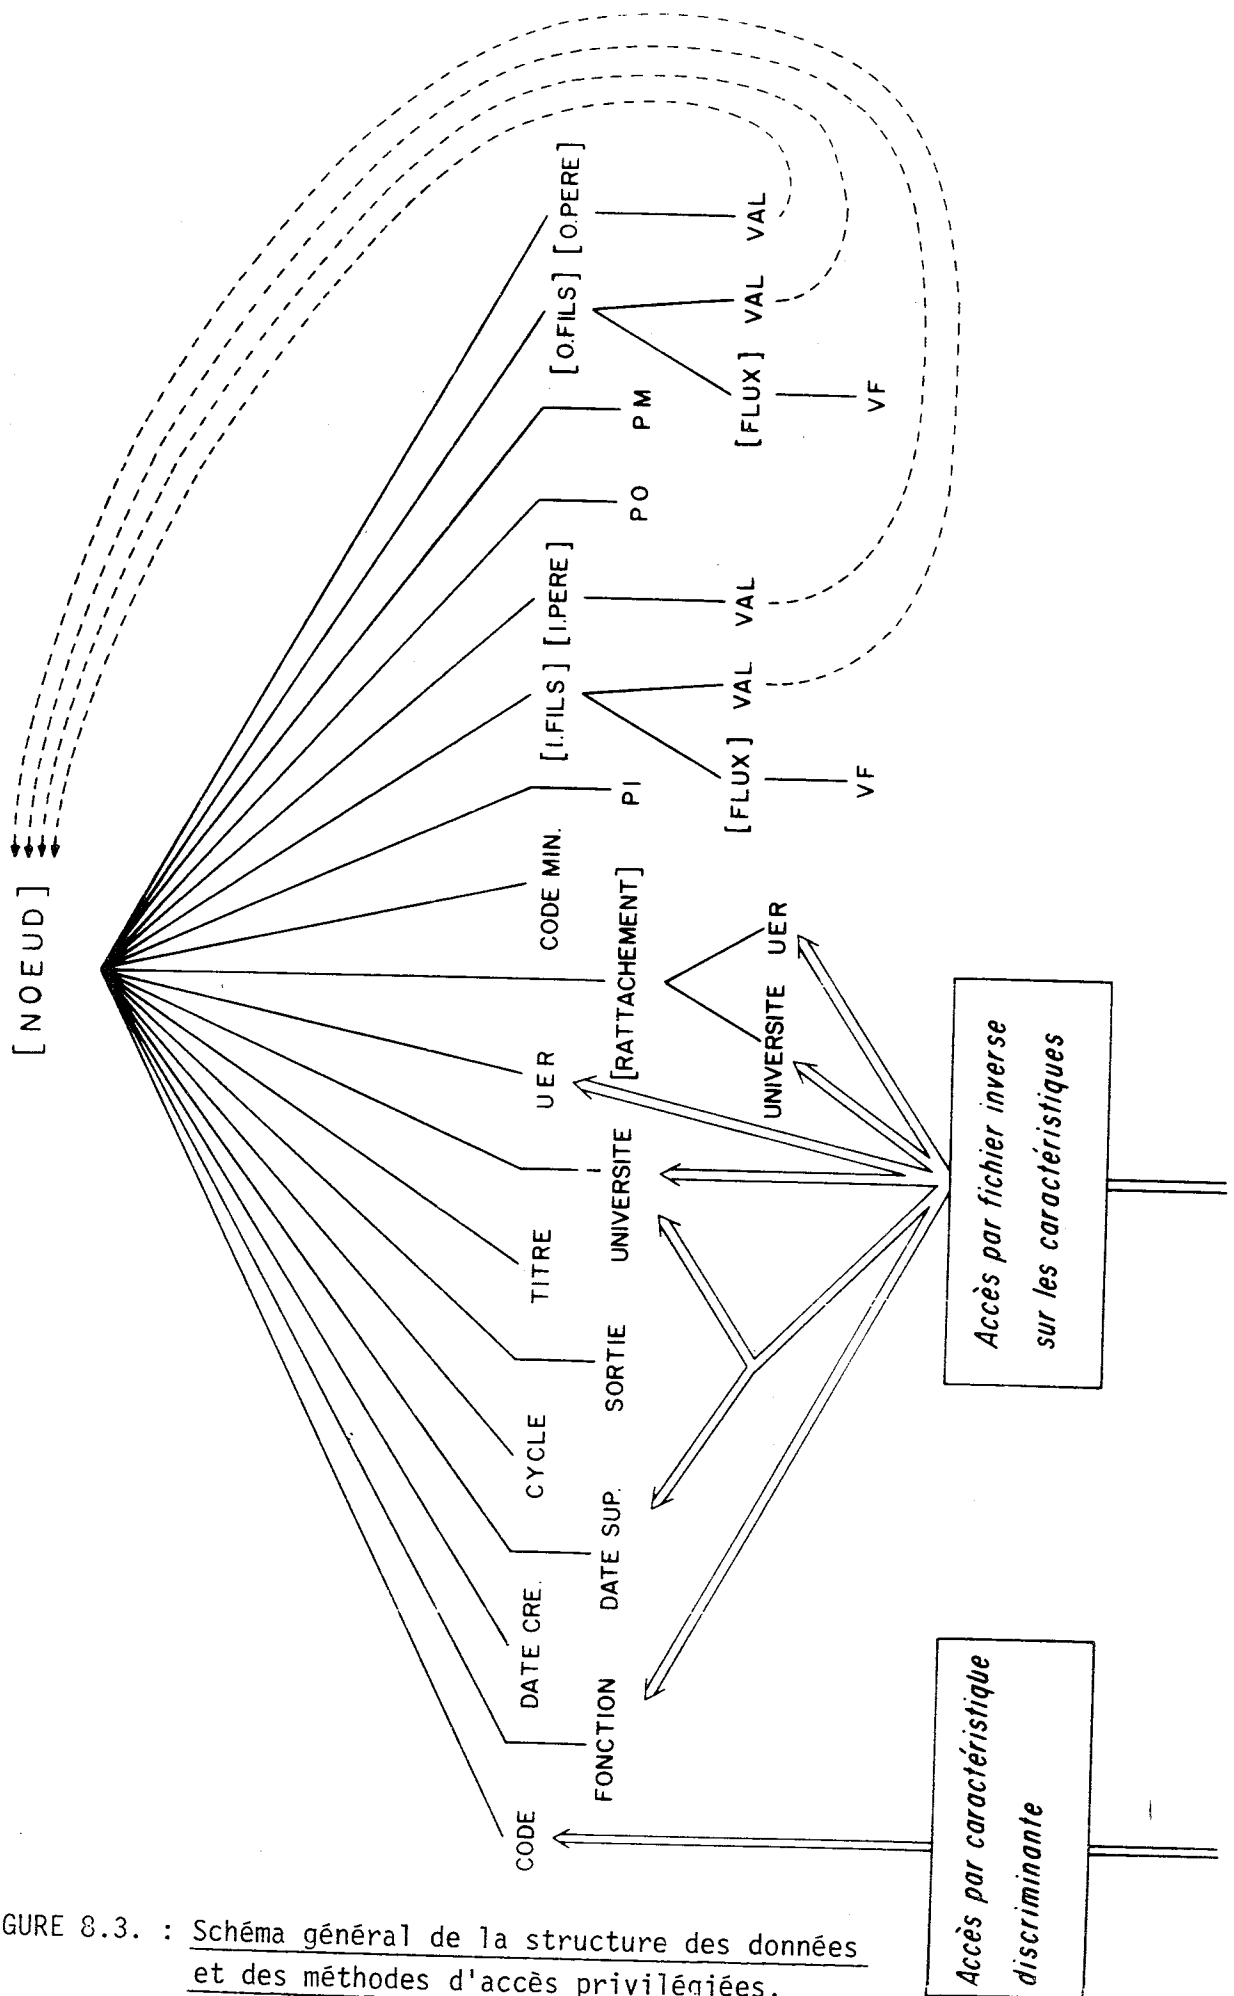 [NOEUD]
CODE
FONCTION
DATE CRE.
DATE SUP.
CYCLE
SORTIE
TITRE
UNIVERSITE
UER
[RATTACHEMENT]
UNIVERSITE
UER
CODE MIN.
PI
[I.FILS]
[FLUX]
VF
VAL
[I.PERE]
VAL
PO
PM
[O.FILS]
[FLUX]
VF
VAL
[O.PERE]
VAL
Accès par caractéristique
discriminante
Accès par fichier inverse
sur les caractéristiques
GURE 8.3. : Schéma général de la structure des données
et des méthodes d'accès privilégiées.